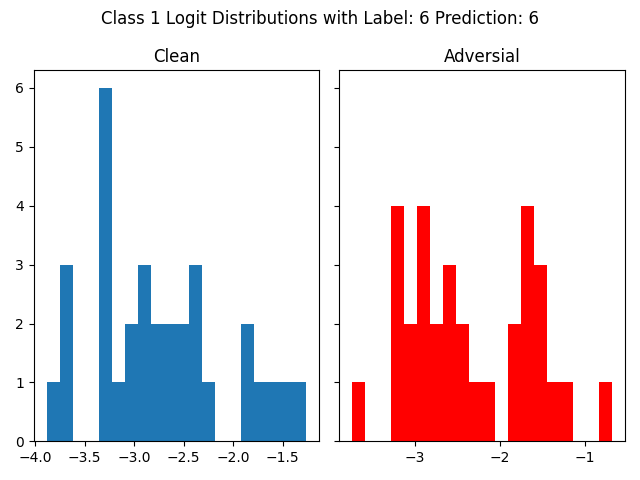 Class 1 Logit Distributions with Label: 6 Prediction: 6
Clean
Adversial
6
5
4
3
2
1
0
−4.0 −3.5 −3.0 −2.5 −2.0 −1.5
−3 −2 −1